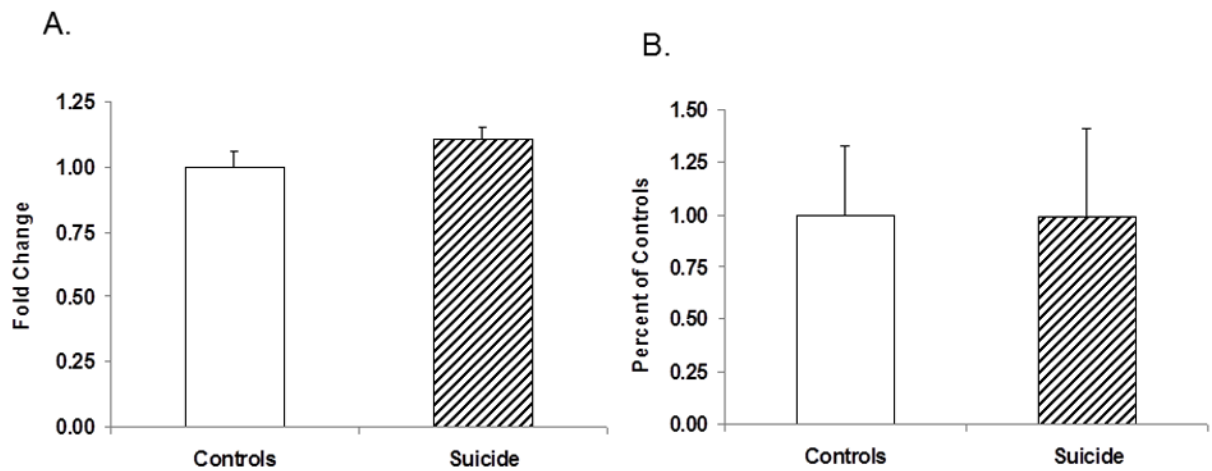 A.
Fold Change
1.25
1.00
0.75
0.50
0.25
0.00
Controls
Suicide
B.
Percent of Controls
1.50
1.25
1.00
0.75
0.50
0.25
0.00
Controls
Suicide